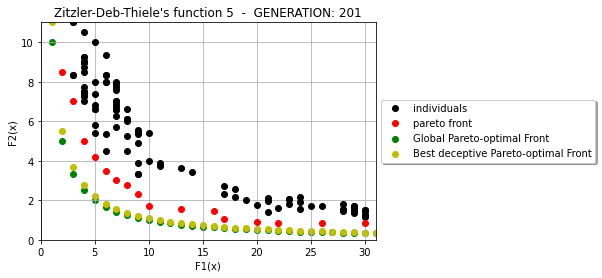 Zitzler-Deb-Thiele's function 5 - GENERATION: 201
F2(x)
10
8
6
4
2
0
0 5 10 15 20 25 30
F1(x)
individuals
pareto front
Global Pareto-optimal Front
Best deceptive Pareto-optimal Front